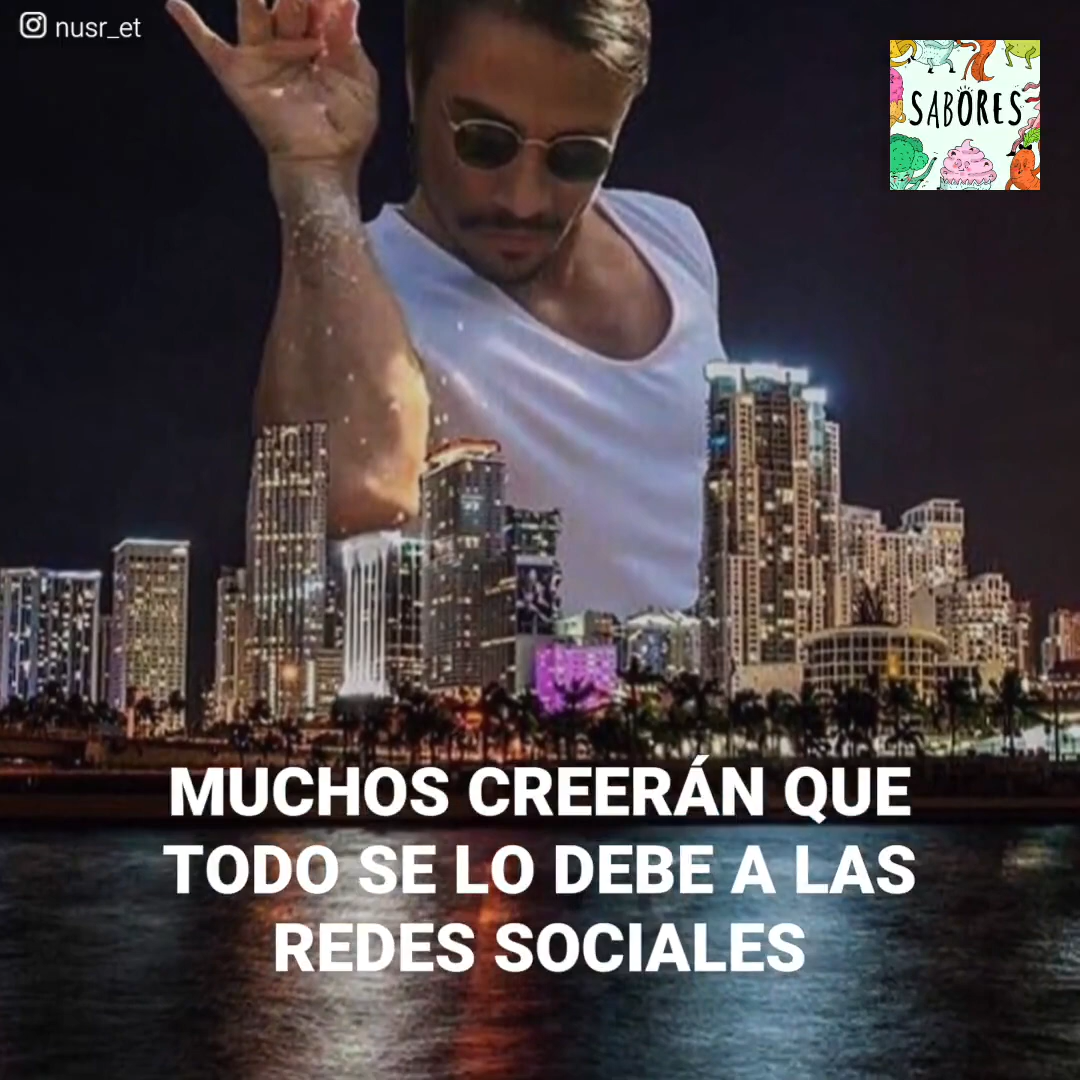 nusr_et
SABORES
MUCHOS CREERÁN QUE
TODO SE LO DEBE A LAS
REDES SOCIALES